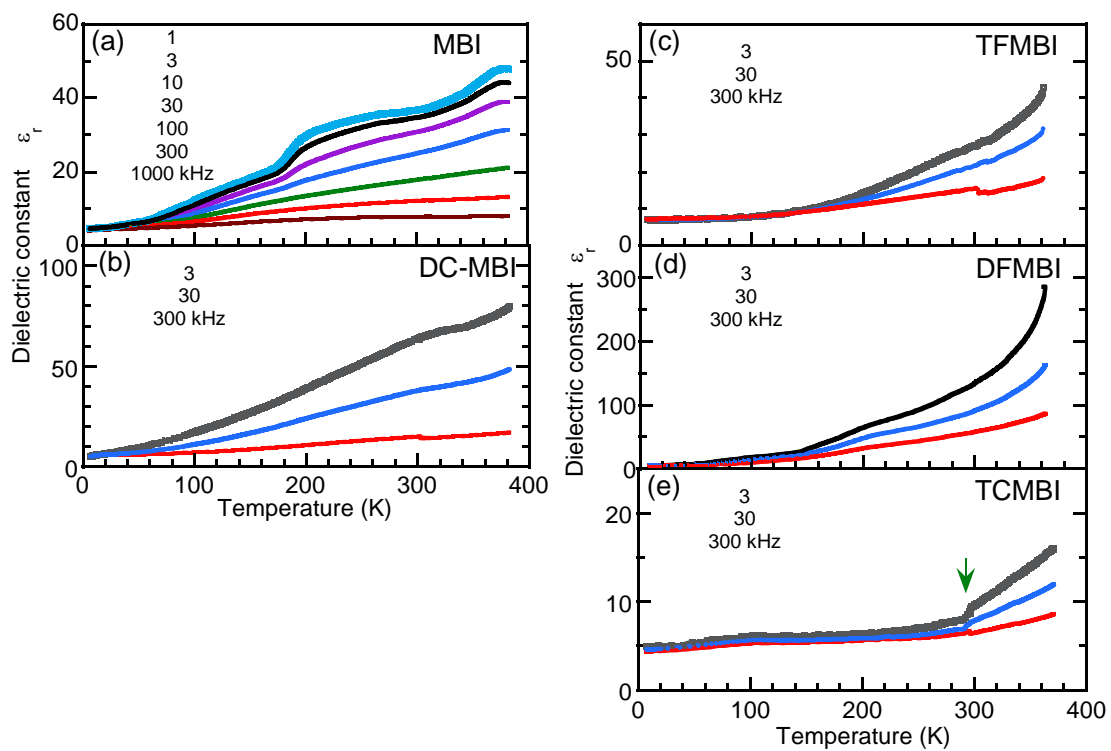 (a)
MBI
1
3
10
30
100
300
1000 kHz
60
40
20
0
(b)
DC-MBI
3
30
300 kHz
100
50
0
0 100 200 300 400
Temperature (K)
Dielectric constant εr
(c)
TFMBI
3
30
300 kHz
50
0
(d)
DFMBI
3
30
300 kHz
300
200
100
0
(e)
TCMBI
3
30
300 kHz
20
10
0
0 100 200 300 400
Temperature (K)
Dielectric constant εr